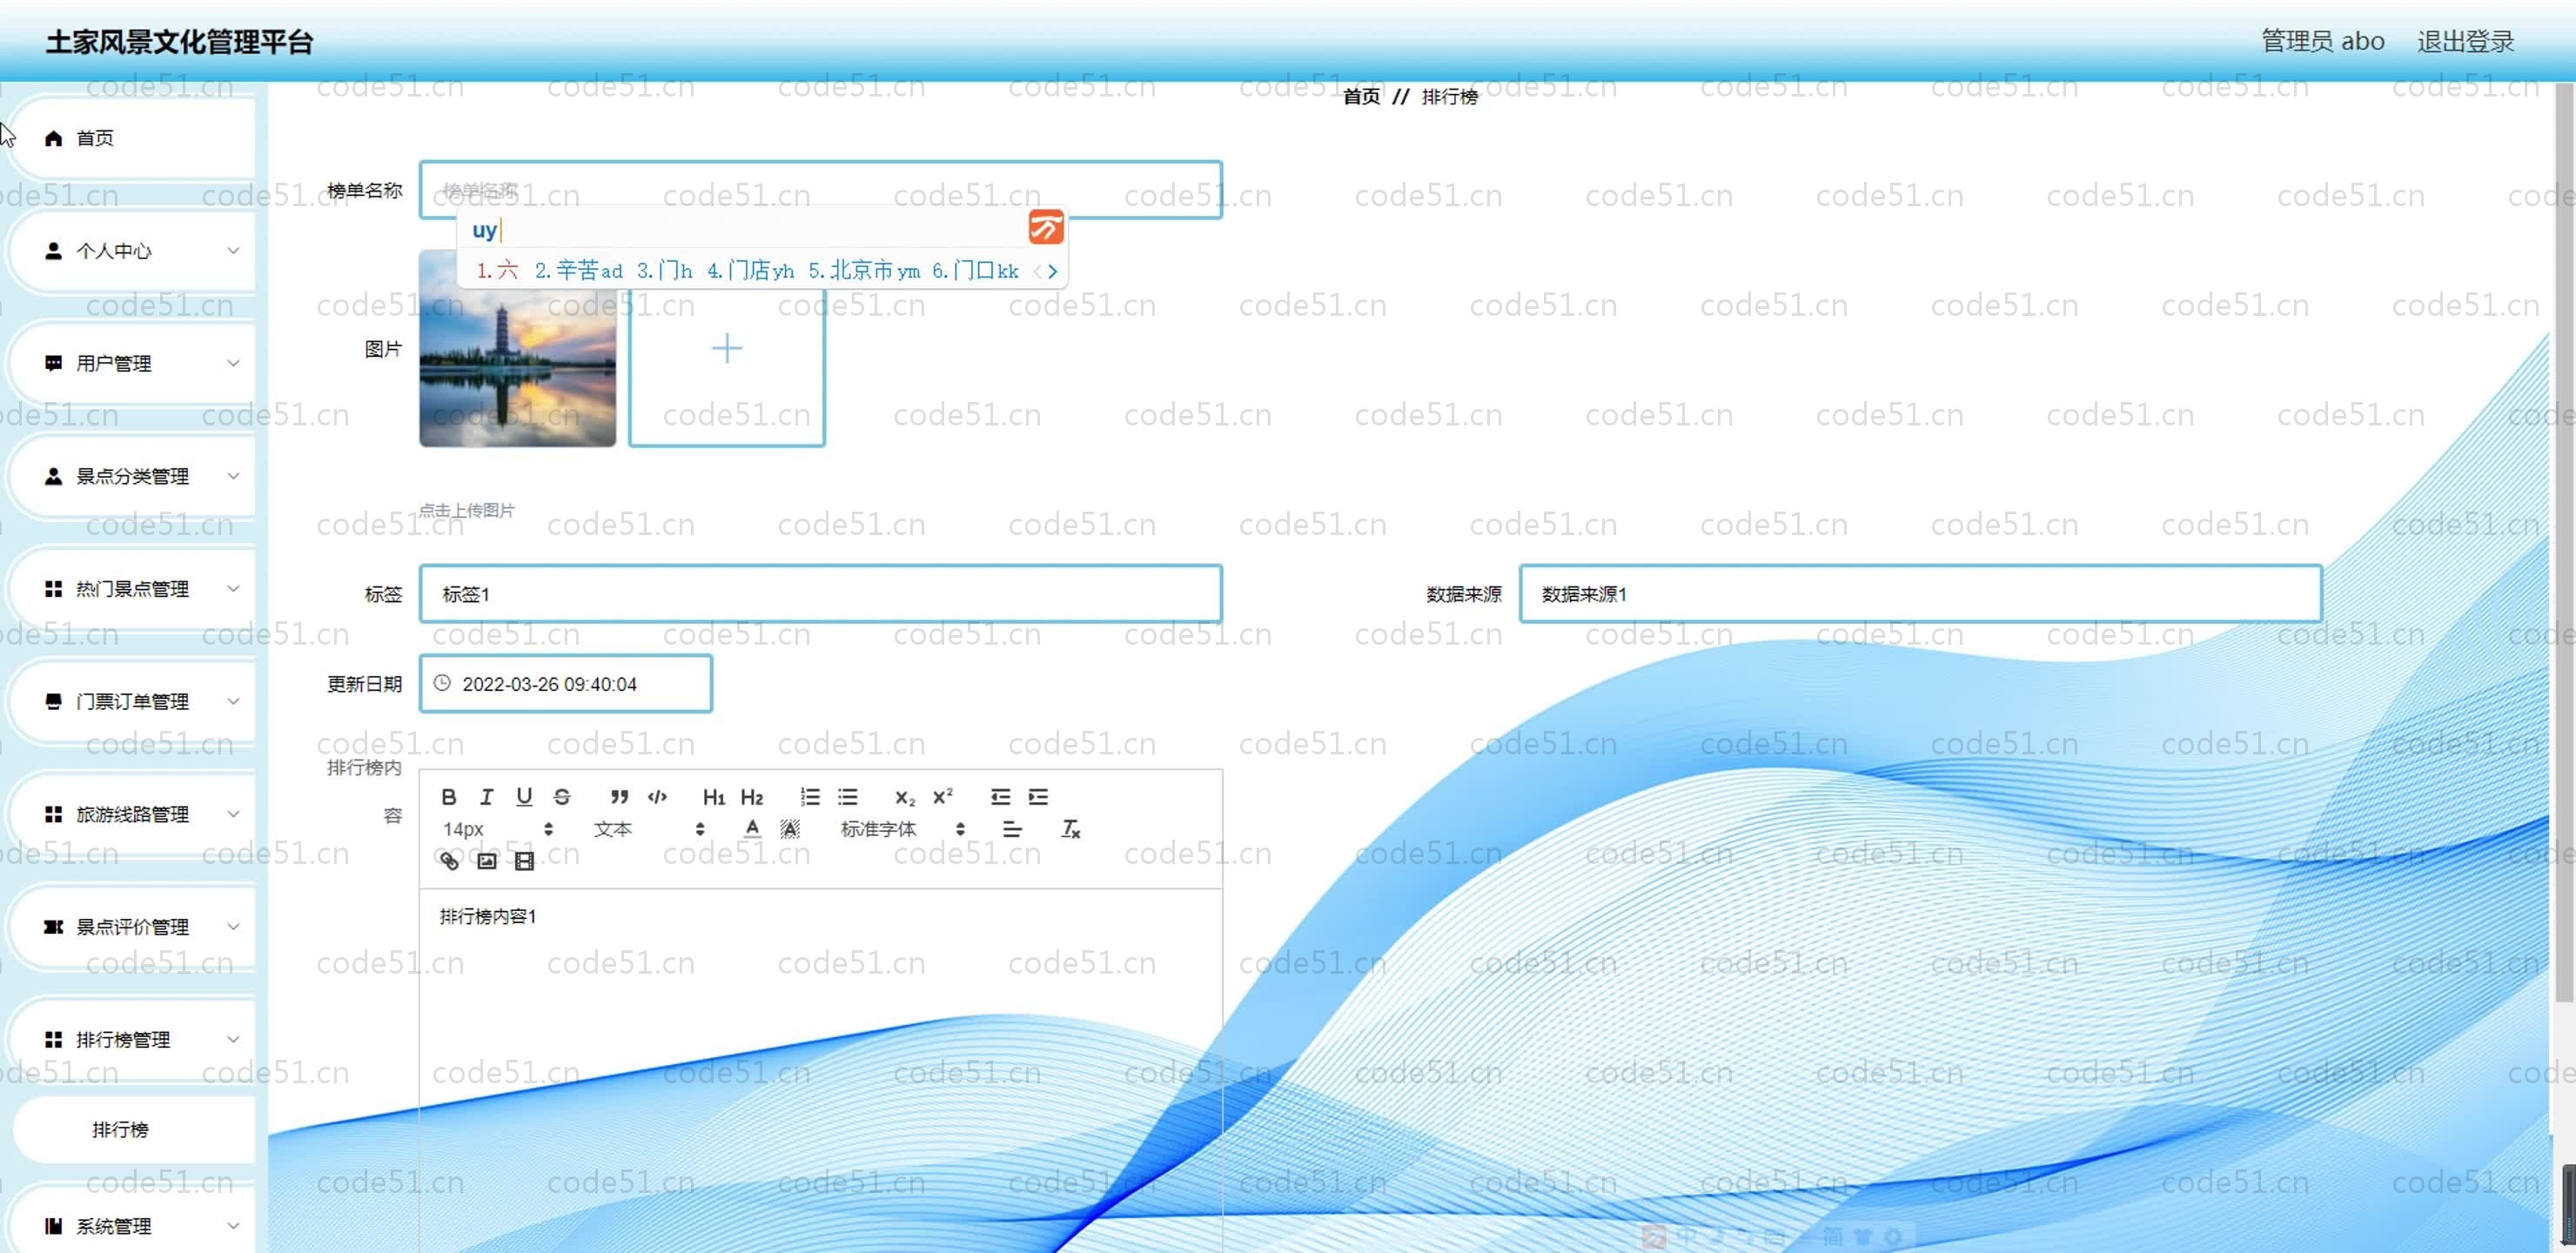 土家风景文化管理平台
管理员 abo 退出登录
首页 // 排行榜
首页
个人中心
用户管理
景点分类管理
热门景点管理
门票订单管理
旅游线路管理
景点评价管理
排行榜管理
排行榜
系统管理
榜单名称 榜单名称
uy
1.六 2.辛苦ad 3.门h 4.门店yh 5.北京市ym 6.门口kk
图片
点击上传图片
标签 标签1
数据来源 数据来源1
更新日期 2022-03-26 09:40:04
排行榜内
容
B I U S H1 H2 X2 X2
14px 文本 A A 标准字体 Tx
排行榜内容1
code51.cn